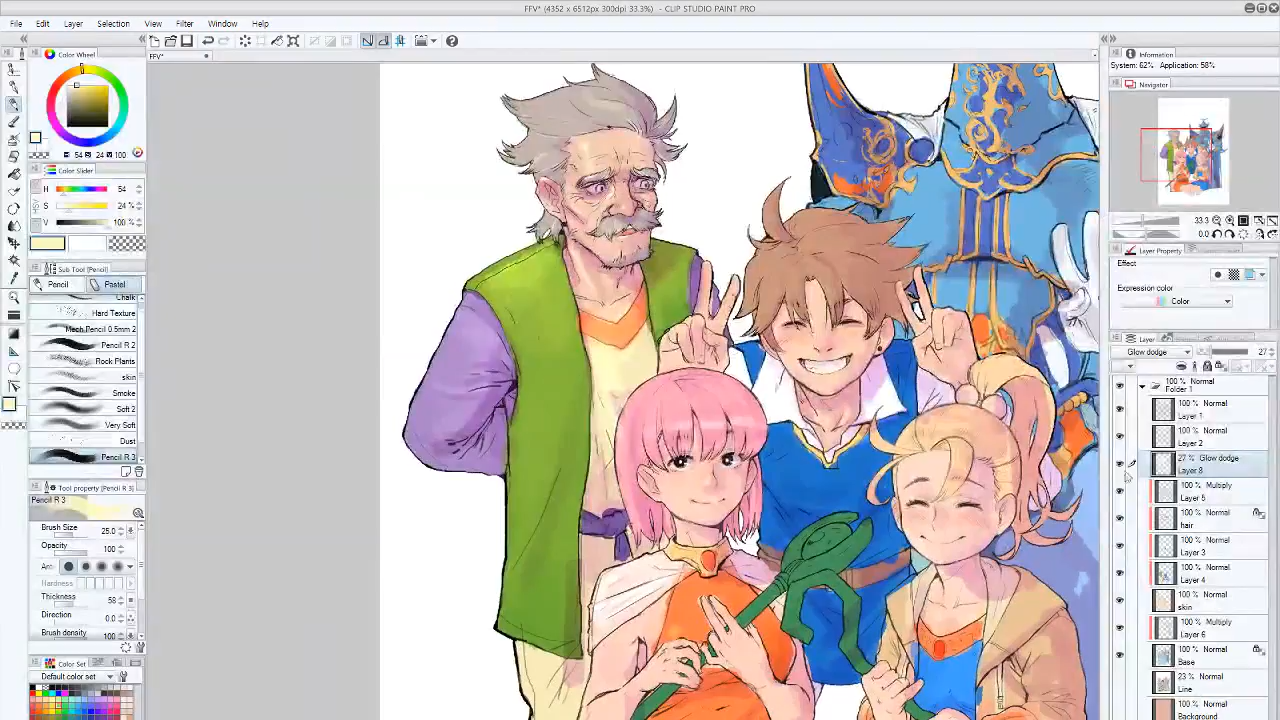 FFV* (4352 x 6512px 300dpi 33.3%) - CLIP STUDIO PAINT PRO
File Edit Layer Selection View Filter Window Help
FFV*
Color Wheel
54 24 100
Color Slider
H 54
S 24 %
V 100 %
Sub Tool [Pencil]
Pencil Pastel
Chalk
Hard Texture
Mech Pencil 0.5mm 2
Pencil R 2
Rock Plants
skin
Smoke
Soft 2
Very Soft
Dust
Pencil R 3
Tool property [Pencil R 3]
Pencil R 3
Brush Size 25.0
Opacity 100
Hardness
Thickness 58
Direction 0.0
Brush density 100
Color Set
Default color set
Information
System: 62% Application: 58%
Navigator
33.3
0.0
Layer Property
Effect
Expression color
Color
Layer
Glow dodge 27
100 % Normal
Folder 1
100 % Normal
Layer 1
100 % Normal
Layer 2
27 % Glow dodge
Layer 8
100 % Multiply
Layer 5
100 % Normal
hair
100 % Normal
Layer 3
100 % Normal
Layer 4
100 % Normal
skin
100 % Multiply
Layer 6
100 % Normal
Base
23 % Normal
Line
100 % Normal
Background